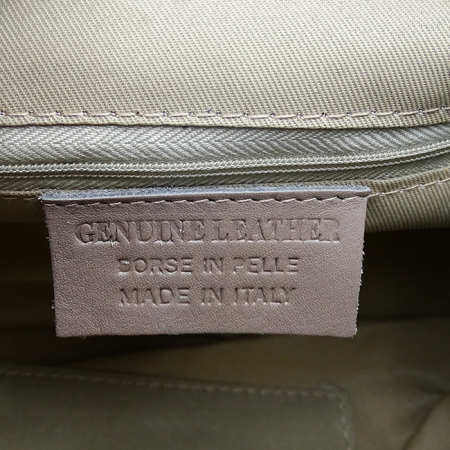 GENUINE LEATHER
BORSE IN PELLE
MADE IN ITALY